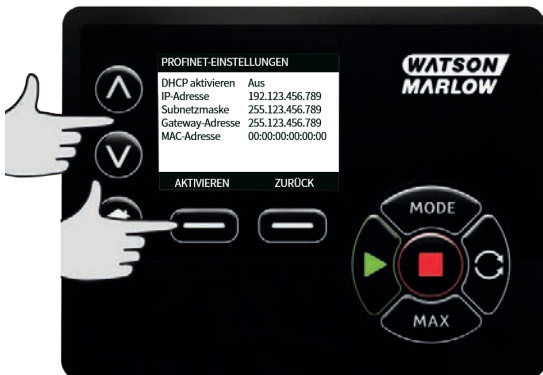 PROFINET-EINSTELLUNGEN
DHCP aktivieren Aus
IP-Adresse 192.123.456.789
Subnetzmaske 255.123.456.789
Gateway-Adresse 255.123.456.789
MAC-Adresse 00:00:00:00:00:00
AKTIVIEREN ZURÜCK
WATSON
MARLOW
MODE
MAX